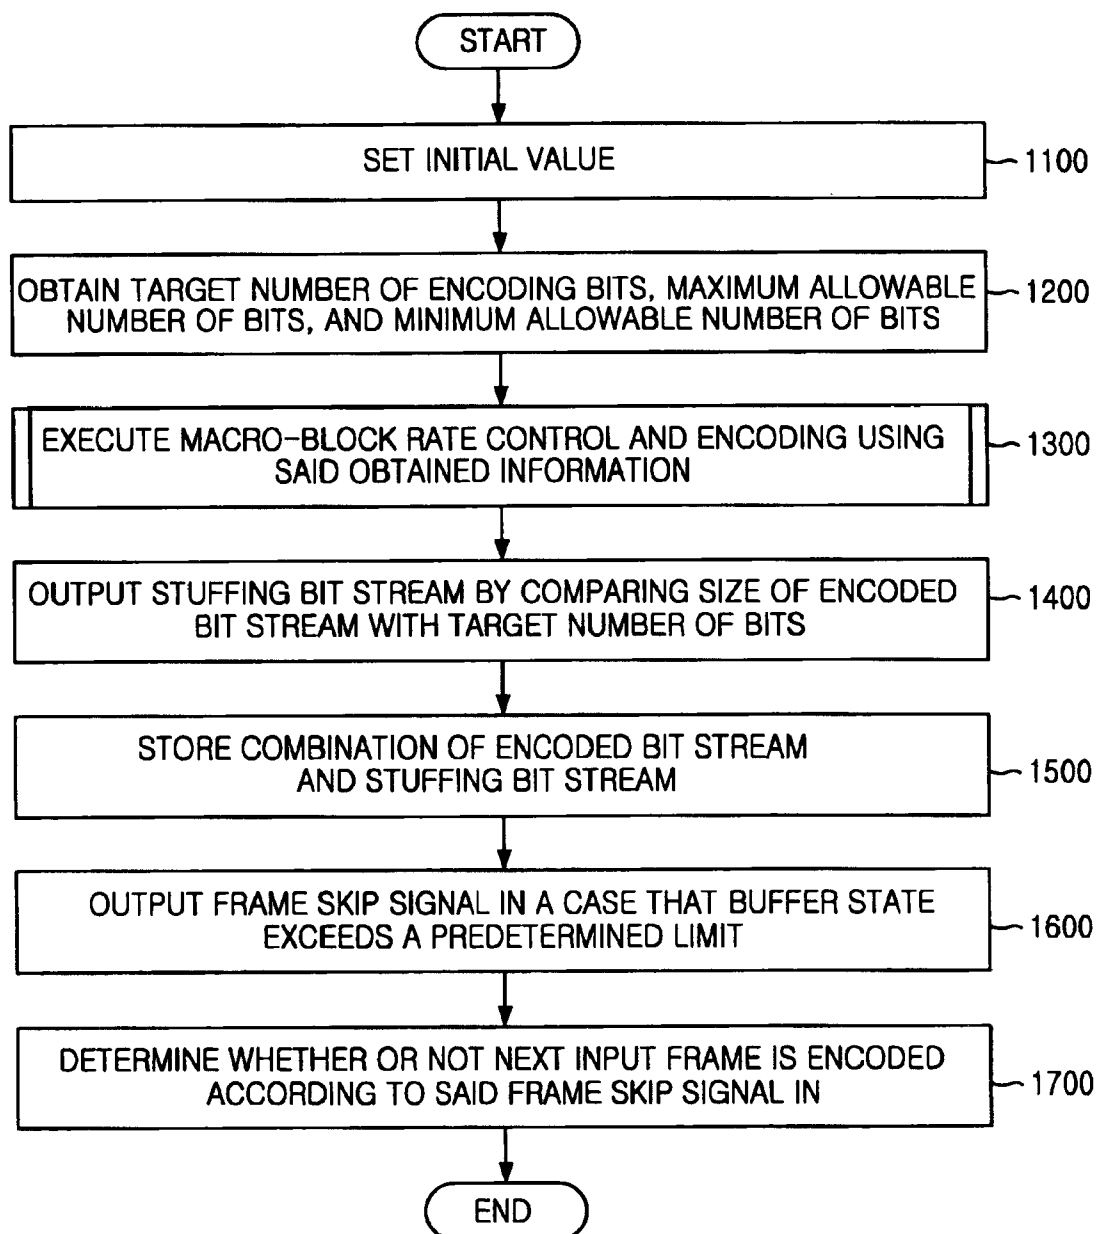 START
SET INITIAL VALUE
1100
OBTAIN TARGET NUMBER OF ENCODING BITS, MAXIMUM ALLOWABLE
NUMBER OF BITS, AND MINIMUM ALLOWABLE NUMBER OF BITS
1200
EXECUTE MACRO-BLOCK RATE CONTROL AND ENCODING USING
SAID OBTAINED INFORMATION
1300
OUTPUT STUFFING BIT STREAM BY COMPARING SIZE OF ENCODED
BIT STREAM WITH TARGET NUMBER OF BITS
1400
STORE COMBINATION OF ENCODED BIT STREAM
AND STUFFING BIT STREAM
1500
OUTPUT FRAME SKIP SIGNAL IN A CASE THAT BUFFER STATE
EXCEEDS A PREDETERMINED LIMIT
1600
DETERMINE WHETHER OR NOT NEXT INPUT FRAME IS ENCODED
ACCORDING TO SAID FRAME SKIP SIGNAL IN
1700
END